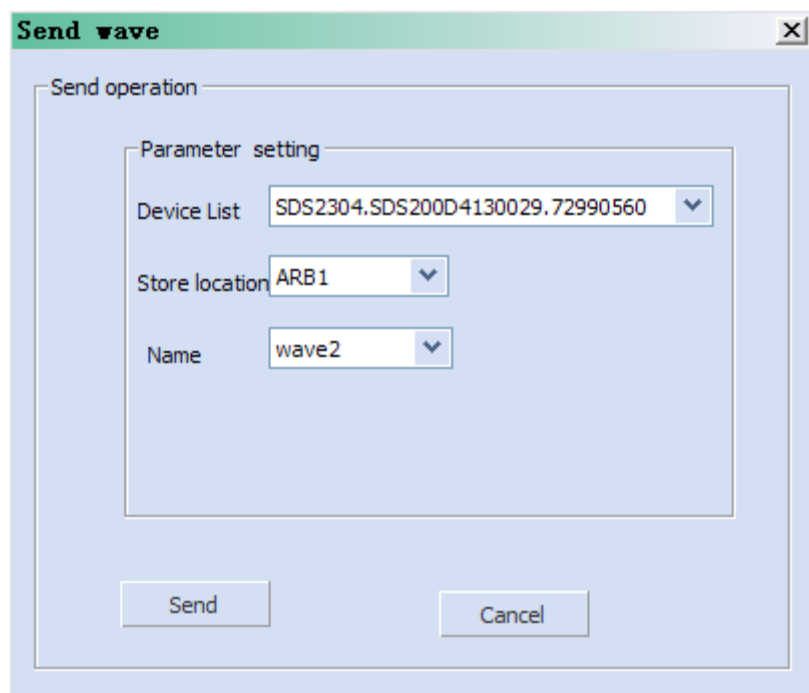 Send wave
Send operation
Parameter setting
Device List SDS2304.SDS200D4130029.72990560
Store location ARB1
Name wave2
Send Cancel